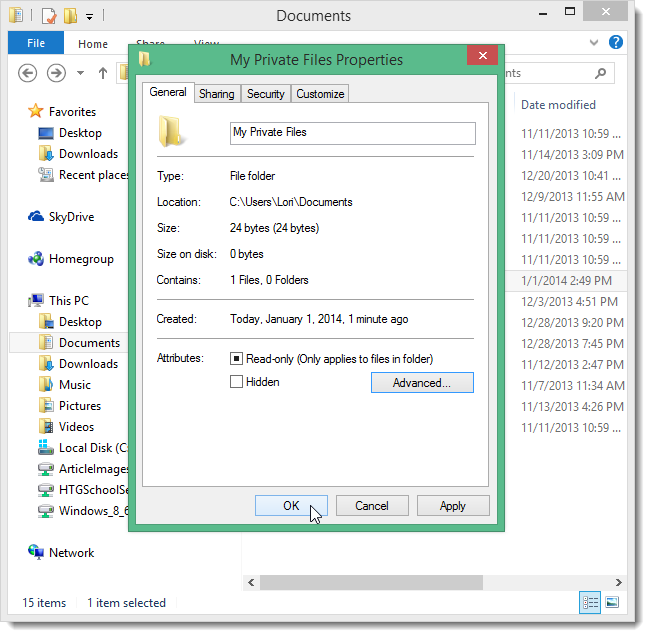 Documents
File
Home
Share
View
My Private Files Properties
General
Sharing
Security
Customize
My Private Files
Type:
File folder
Location:
C:\Users\Lori\Documents
Size:
24 bytes (24 bytes)
Size on disk:
0 bytes
Contains:
1 Files, 0 Folders
Created:
Today, January 1, 2014, 1 minute ago
Attributes:
Read-only (Only applies to files in folder)
Hidden
Advanced...
OK
Cancel
Apply
Favorites
Desktop
Downloads
Recent places
SkyDrive
Homegroup
This PC
Desktop
Documents
Downloads
Music
Pictures
Videos
Local Disk (C
ArticleImages
HTGSchoolSe
Windows_8_6
Network
nts
Date modified
11/11/2013 10:59 ...
11/14/2013 3:09 PM
12/20/2013 10:41 ...
12/9/2013 11:55 AM
11/11/2013 10:59 ...
11/11/2013 10:59 ...
11/11/2013 10:59 ...
1/1/2014 2:49 PM
12/3/2013 4:51 PM
12/28/2013 9:20 PM
12/28/2013 7:45 PM
11/12/2013 2:47 PM
11/7/2013 11:34 AM
11/13/2013 4:26 PM
11/11/2013 10:59 ...
15 items
1 item selected